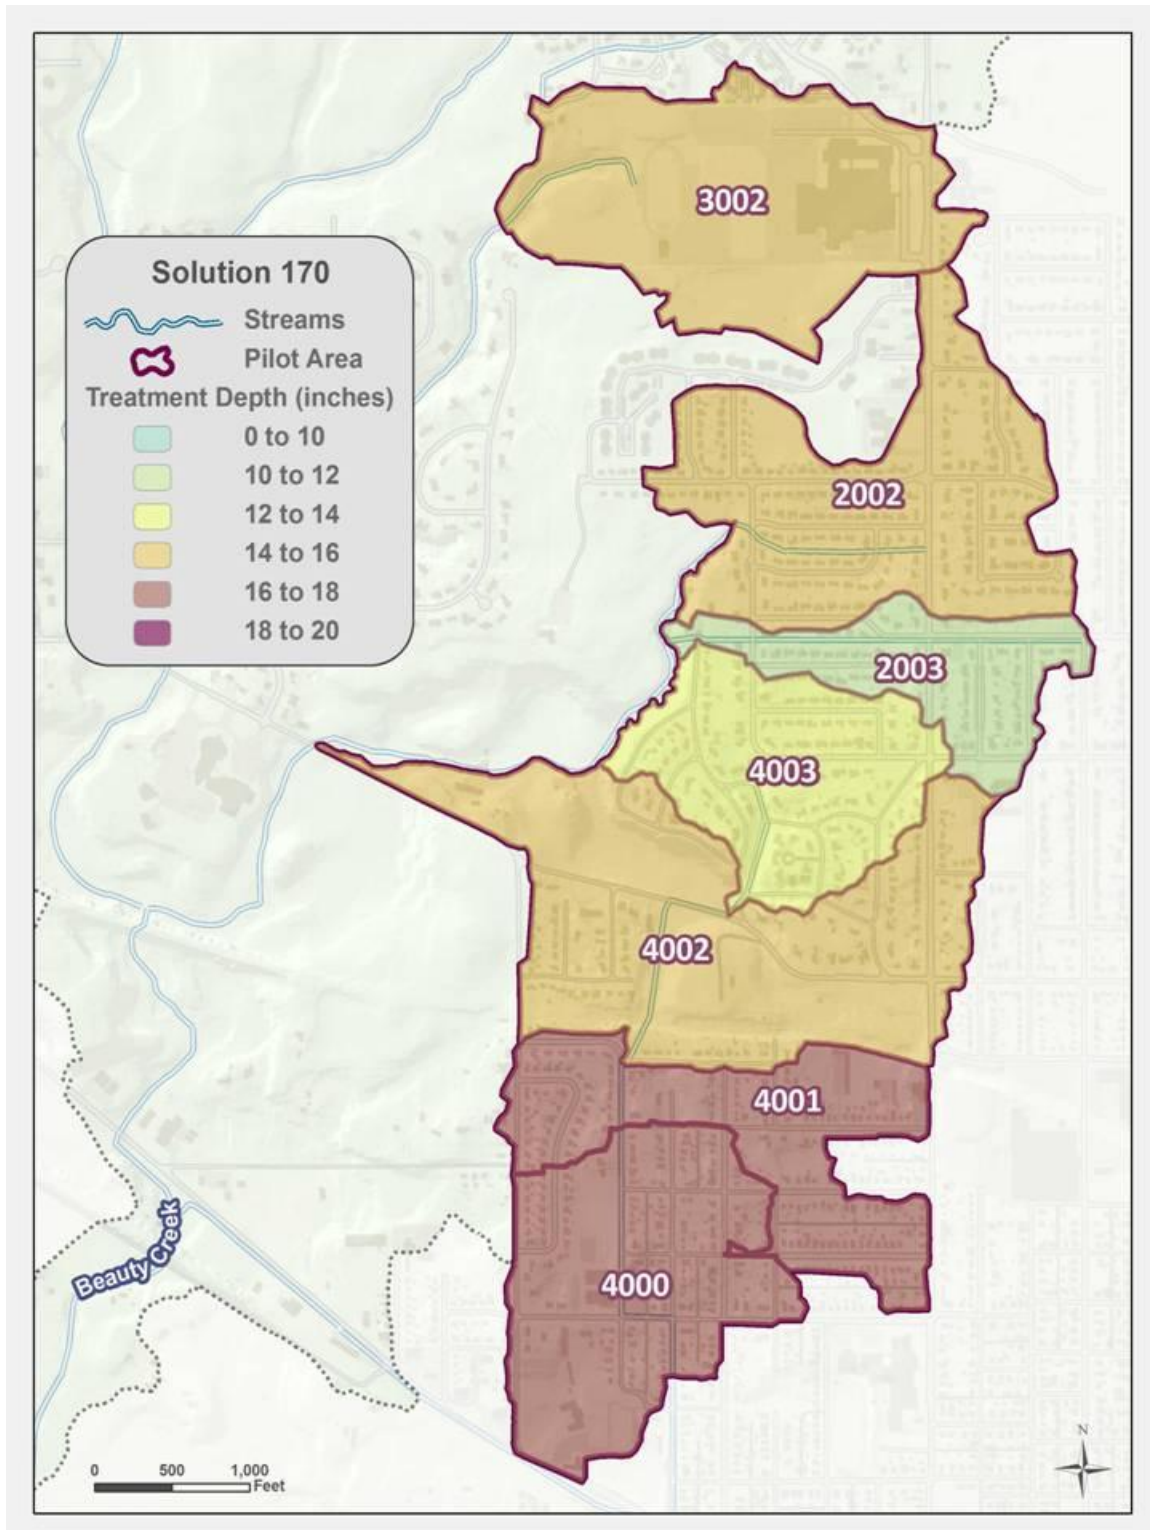 3002
Solution 170
Streams
Pilot Area
Treatment Depth (inches)
0 to 10
10 to 12
12 to 14
14 to 16
16 to 18
18 to 20
2002
2003
4003
4002
4001
4000
Beauty Creek
0 500 1,000
Feet
N